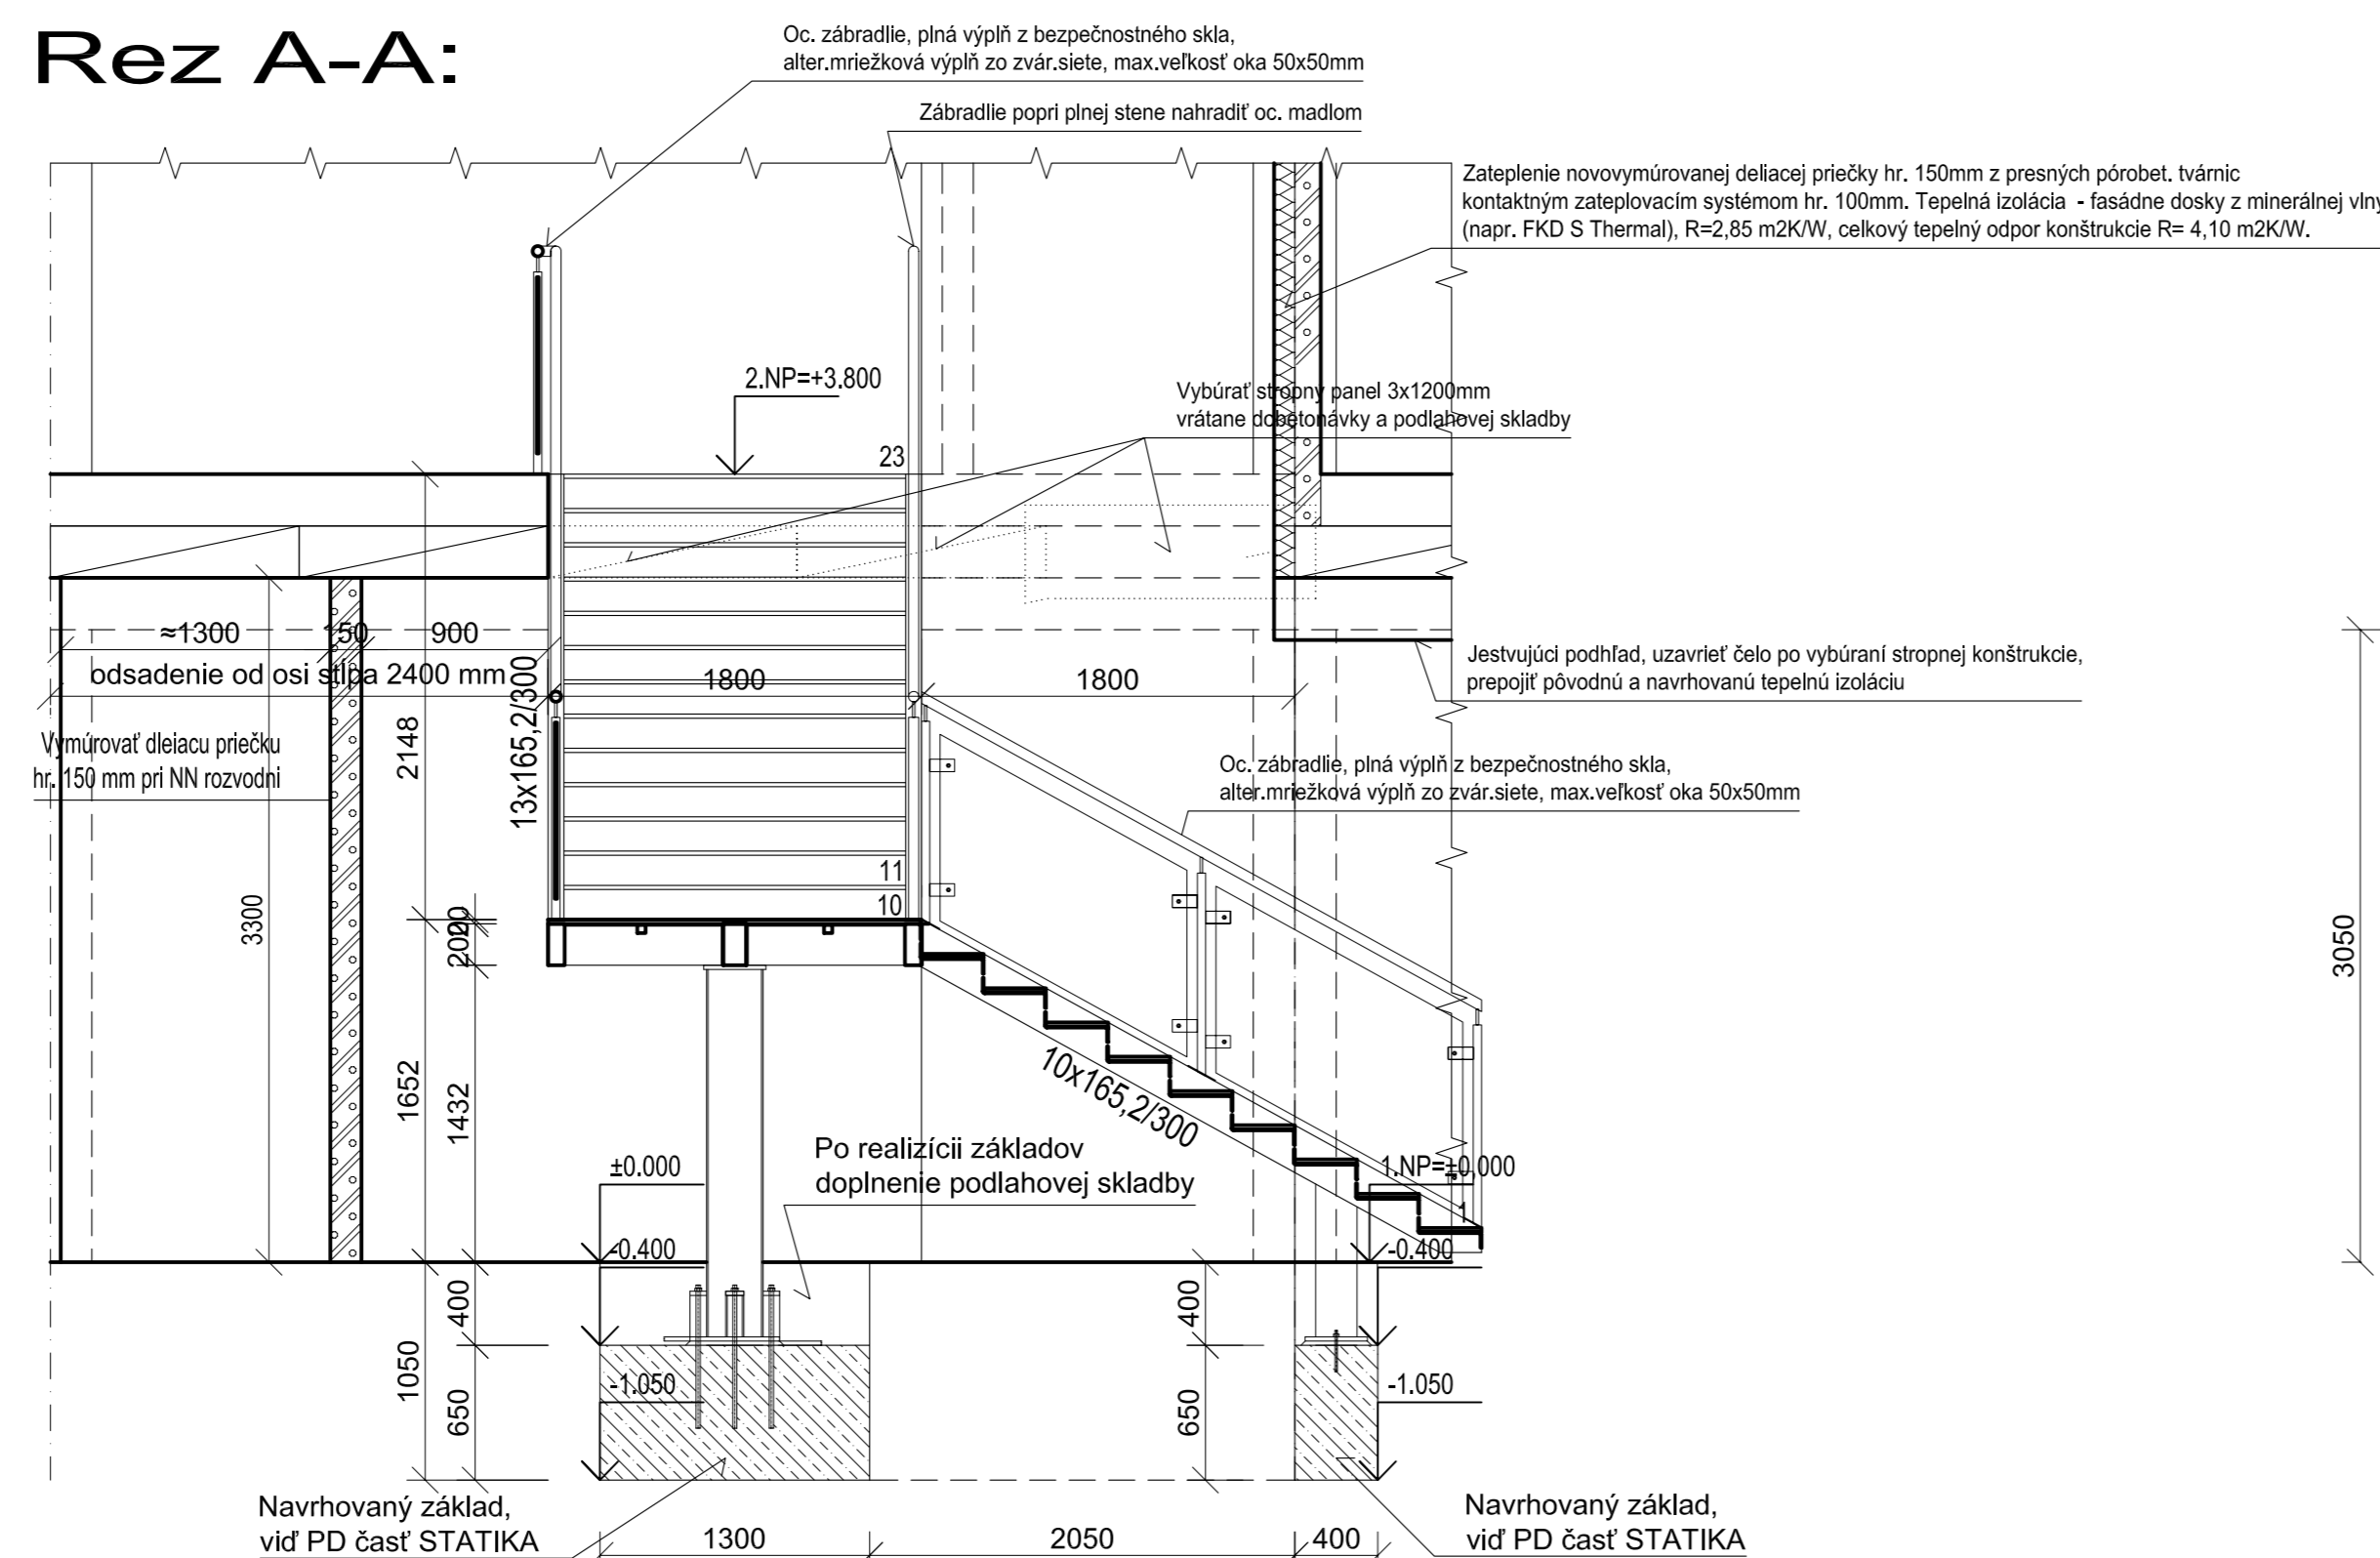 Rez A-A:
Oc. zábradlie, plná výplň z bezpečnostného skla,
alter.mriežková výplň zo zvár.siete, max.veľkosť oka 50x50mm
Zábradlie popri plnej stene nahradiť oc. madlom
Zateplenie novovymúrovanej deliacej priečky hr. 150mm z presných pórobet. tvárnic
kontaktným zateplovacím systémom hr. 100mm. Tepelná izolácia - fasádne dosky z minerálnej vlny
(napr. FKD S Thermal), R=2,85 m2K/W, celkový tepelný odpor konštrukcie R= 4,10 m2K/W.
2.NP=+3.800
Vybúrať stropný panel 3x1200mm
vrátane dobetonávky a podlahovej skladby
23
≈1300
150
900
odsadenie od osi stĺpa 2400 mm
1800
1800
Jestvujúci podhľad, uzavrieť čelo po vybúraní stropnej konštrukcie,
prepojiť pôvodnú a navrhovanú tepelnú izoláciu
Vymúrovať dleiacu priečku
hr. 150 mm pri NN rozvodni
2148
13x165,2/300
Oc. zábradlie, plná výplň z bezpečnostného skla,
alter.mriežková výplň zo zvár.siete, max.veľkosť oka 50x50mm
11
10
3300
200
20
3050
1652
1432
10x165,2/300
Po realizícii základov
doplnenie podlahovej skladby
±0.000
1.NP=±0.000
1
-0.400
-0.400
400
400
1050
650
650
-1.050
-1.050
Navrhovaný základ,
viď PD časť STATIKA
1300
2050
400
Navrhovaný základ,
viď PD časť STATIKA